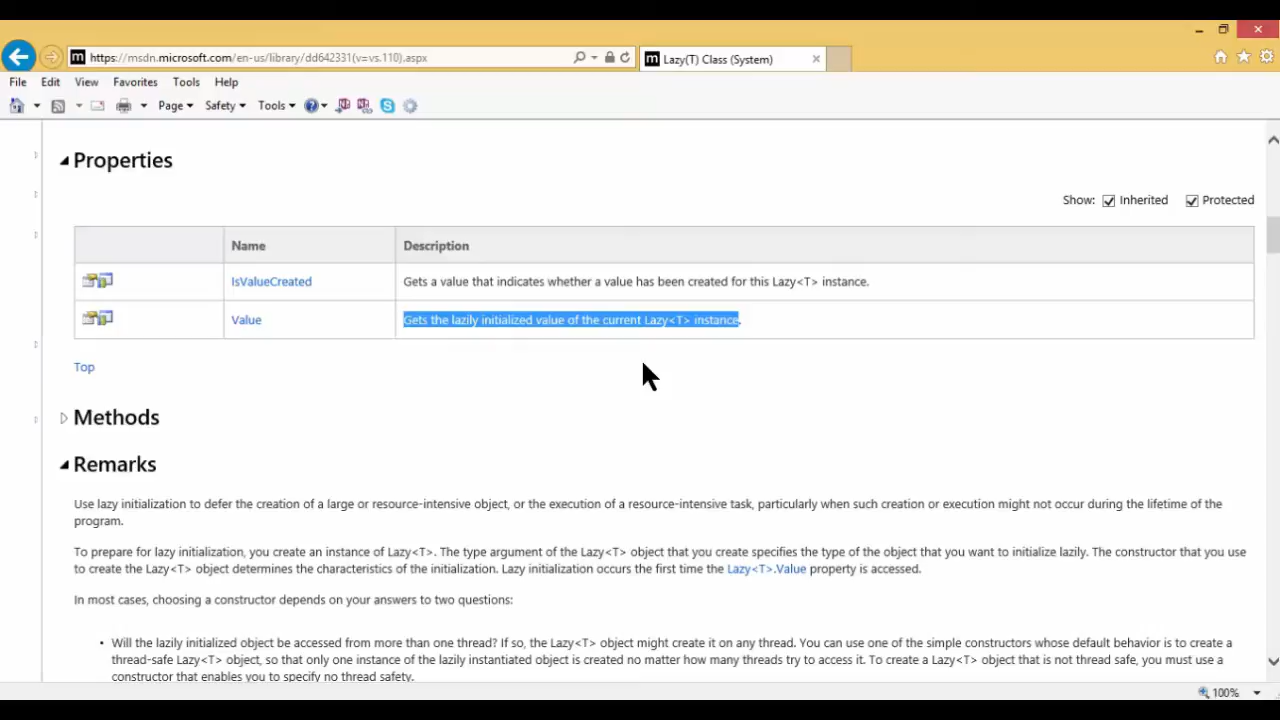 https://msdn.microsoft.com/en-us/library/dd642331(v=vs.110).aspx
Lazy(T) Class (System)
File Edit View Favorites Tools Help
Page Safety Tools
Properties
Show: Inherited Protected
Name Description
IsValueCreated Gets a value that indicates whether a value has been created for this Lazy<T> instance.
Value Gets the lazily initialized value of the current Lazy<T> instance.
Top
Methods
Remarks
Use lazy initialization to defer the creation of a large or resource-intensive object, or the execution of a resource-intensive task, particularly when such creation or execution might not occur during the lifetime of the
program.
To prepare for lazy initialization, you create an instance of Lazy<T>. The type argument of the Lazy<T> object that you create specifies the type of the object that you want to initialize lazily. The constructor that you use
to create the Lazy<T> object determines the characteristics of the initialization. Lazy initialization occurs the first time the Lazy<T>.Value property is accessed.
In most cases, choosing a constructor depends on your answers to two questions:
• Will the lazily initialized object be accessed from more than one thread? If so, the Lazy<T> object might create it on any thread. You can use one of the simple constructors whose default behavior is to create a
thread-safe Lazy<T> object, so that only one instance of the lazily instantiated object is created no matter how many threads try to access it. To create a Lazy<T> object that is not thread safe, you must use a
constructor that enables you to specify no thread safety.
100%